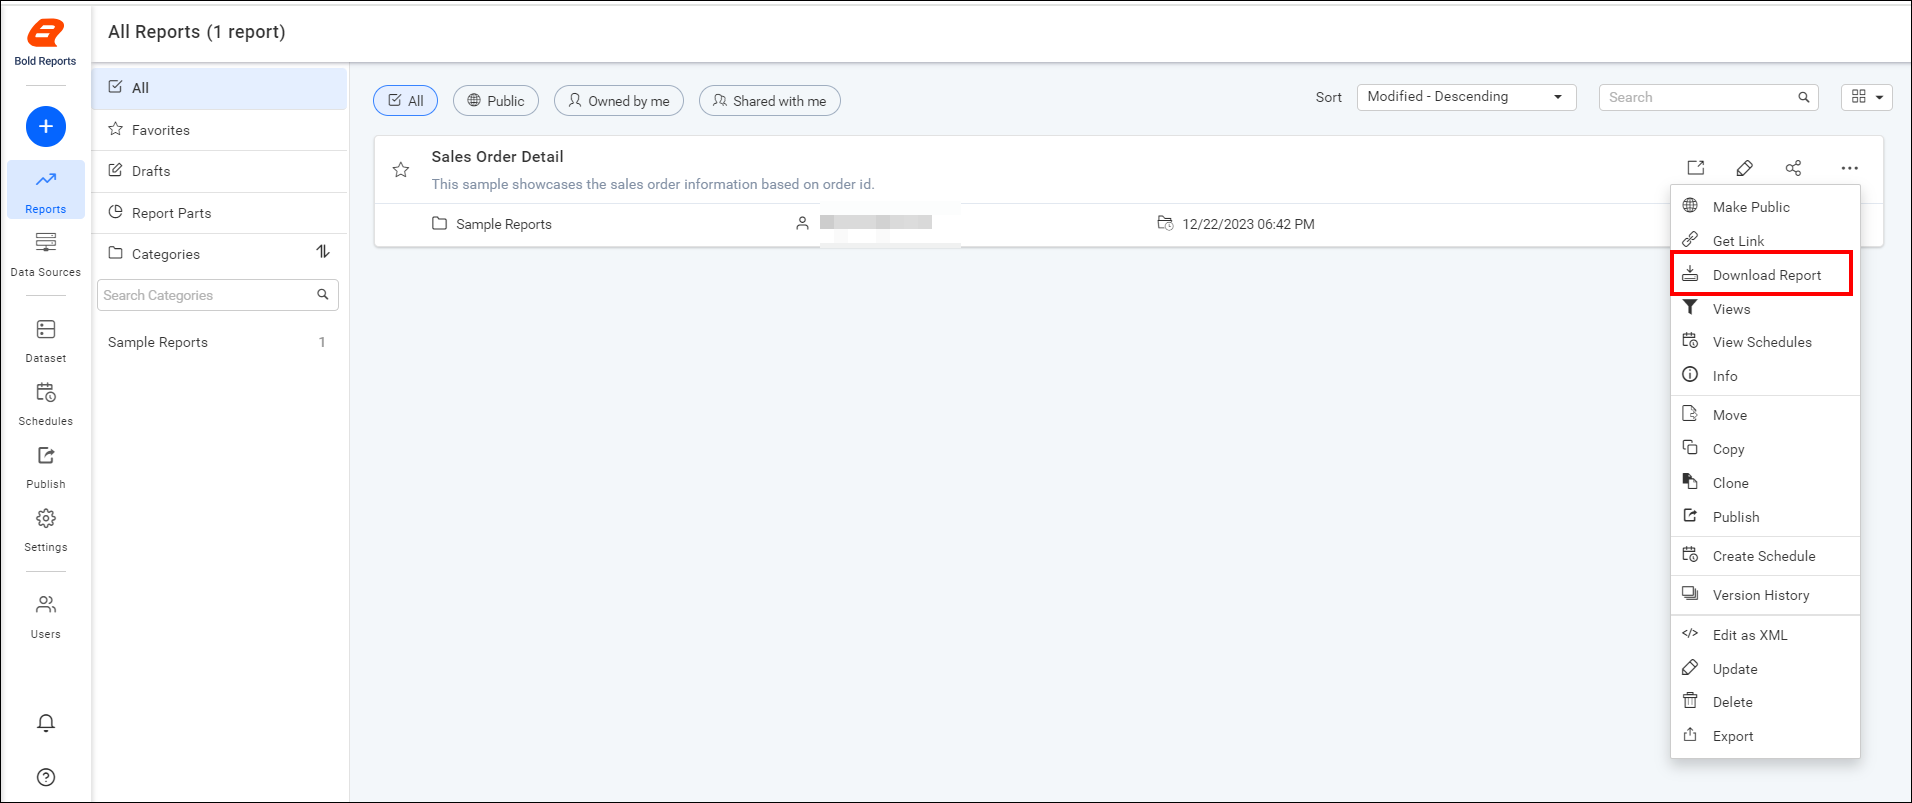 Bold Reports
Reports
Data Sources
Dataset
Schedules
Publish
Settings
Users
All Reports (1 report)
All
Favorites
Drafts
Report Parts
Categories
Search Categories
Sample Reports 1
All Public Owned by me Shared with me Sort Modified - Descending Search
Sales Order Detail
This sample showcases the sales order information based on order id.
Sample Reports 12/22/2023 06:42 PM
Make Public
Get Link
Download Report
Views
View Schedules
Info
Move
Copy
Clone
Publish
Create Schedule
Version History
Edit as XML
Update
Delete
Export